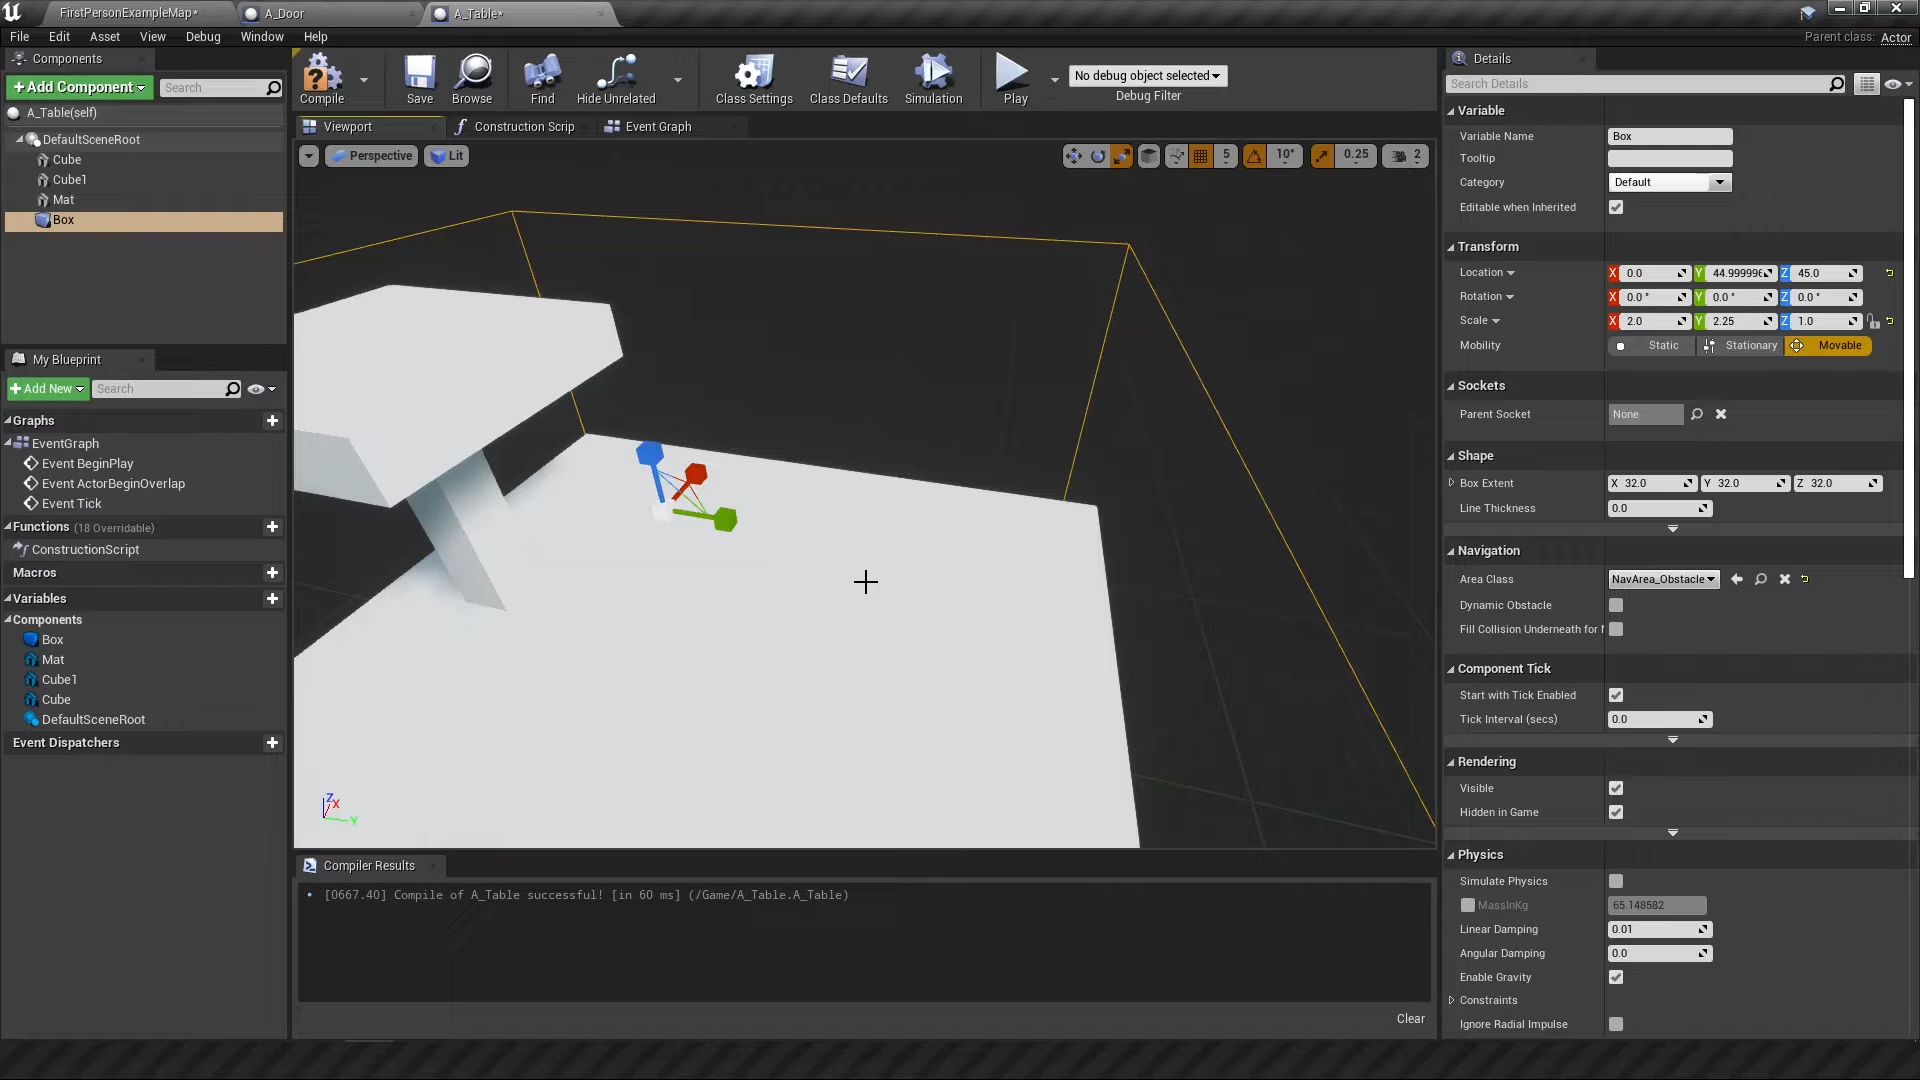 FirstPersonExampleMap*
A_Door
A_Table*
File Edit Asset View Debug Window Help
Parent class: Actor
Components
Add Component
Search
A_Table(self)
DefaultSceneRoot
Cube
Cube1
Mat
Box
My Blueprint
Add New
Search
Graphs
EventGraph
Event BeginPlay
Event ActorBeginOverlap
Event Tick
Functions (18 Overridable)
ConstructionScript
Macros
Variables
Components
Box
Mat
Cube1
Cube
DefaultSceneRoot
Event Dispatchers
Compile
Save
Browse
Find
Hide Unrelated
Class Settings
Class Defaults
Simulation
Play
No debug object selected
Debug Filter
Viewport
Construction Scrip
Event Graph
Perspective
Lit
5
10°
0.25
2
Z
X
Y
Compiler Results
[0667.40] Compile of A_Table successful! [in 60 ms] (/Game/A_Table.A_Table)
Clear
Details
Search Details
Variable
Variable Name Box
Tooltip
Category Default
Editable when Inherited
Transform
Location X 0.0 Y 44.999996 Z 45.0
Rotation X 0.0 ° Y 0.0 ° Z 0.0 °
Scale X 2.0 Y 2.25 Z 1.0
Mobility Static Stationary Movable
Sockets
Parent Socket None
Shape
Box Extent X 32.0 Y 32.0 Z 32.0
Line Thickness 0.0
Navigation
Area Class NavArea_Obstacle
Dynamic Obstacle
Fill Collision Underneath for
Component Tick
Start with Tick Enabled
Tick Interval (secs) 0.0
Rendering
Visible
Hidden in Game
Physics
Simulate Physics
MassInKg 65.148582
Linear Damping 0.01
Angular Damping 0.0
Enable Gravity
Constraints
Ignore Radial Impulse